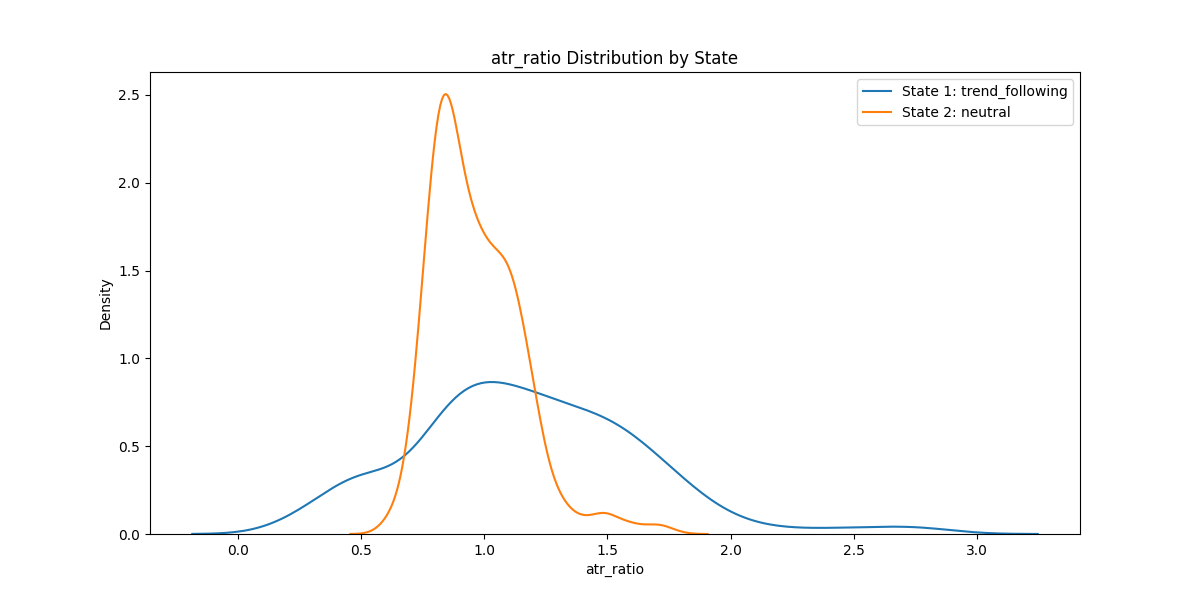 atr_ratio Distribution by State
State 1: trend_following
State 2: neutral
Density
2.5
2.0
1.5
1.0
0.5
0.0
0.0 0.5 1.0 1.5 2.0 2.5 3.0
atr_ratio